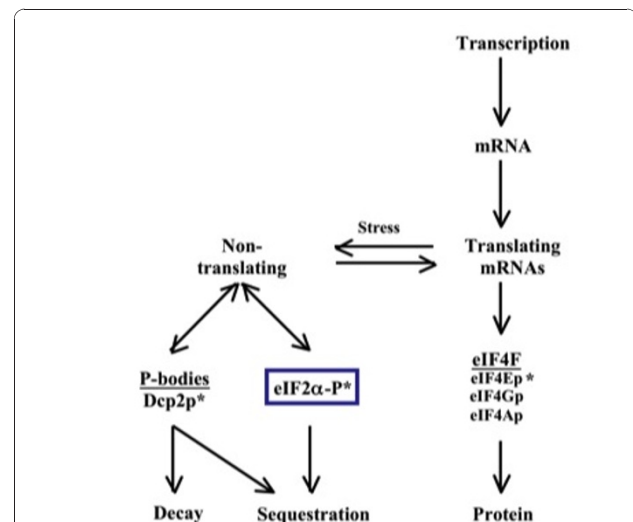 Transcription
mRNA
Stress
Non-
translating
Translating
mRNAs
P-bodies
Dcp2p*
eIF2α-P*
eIF4F
eIF4Ep*
eIF4Gp
eIF4Ap
Decay
Sequestration
Protein